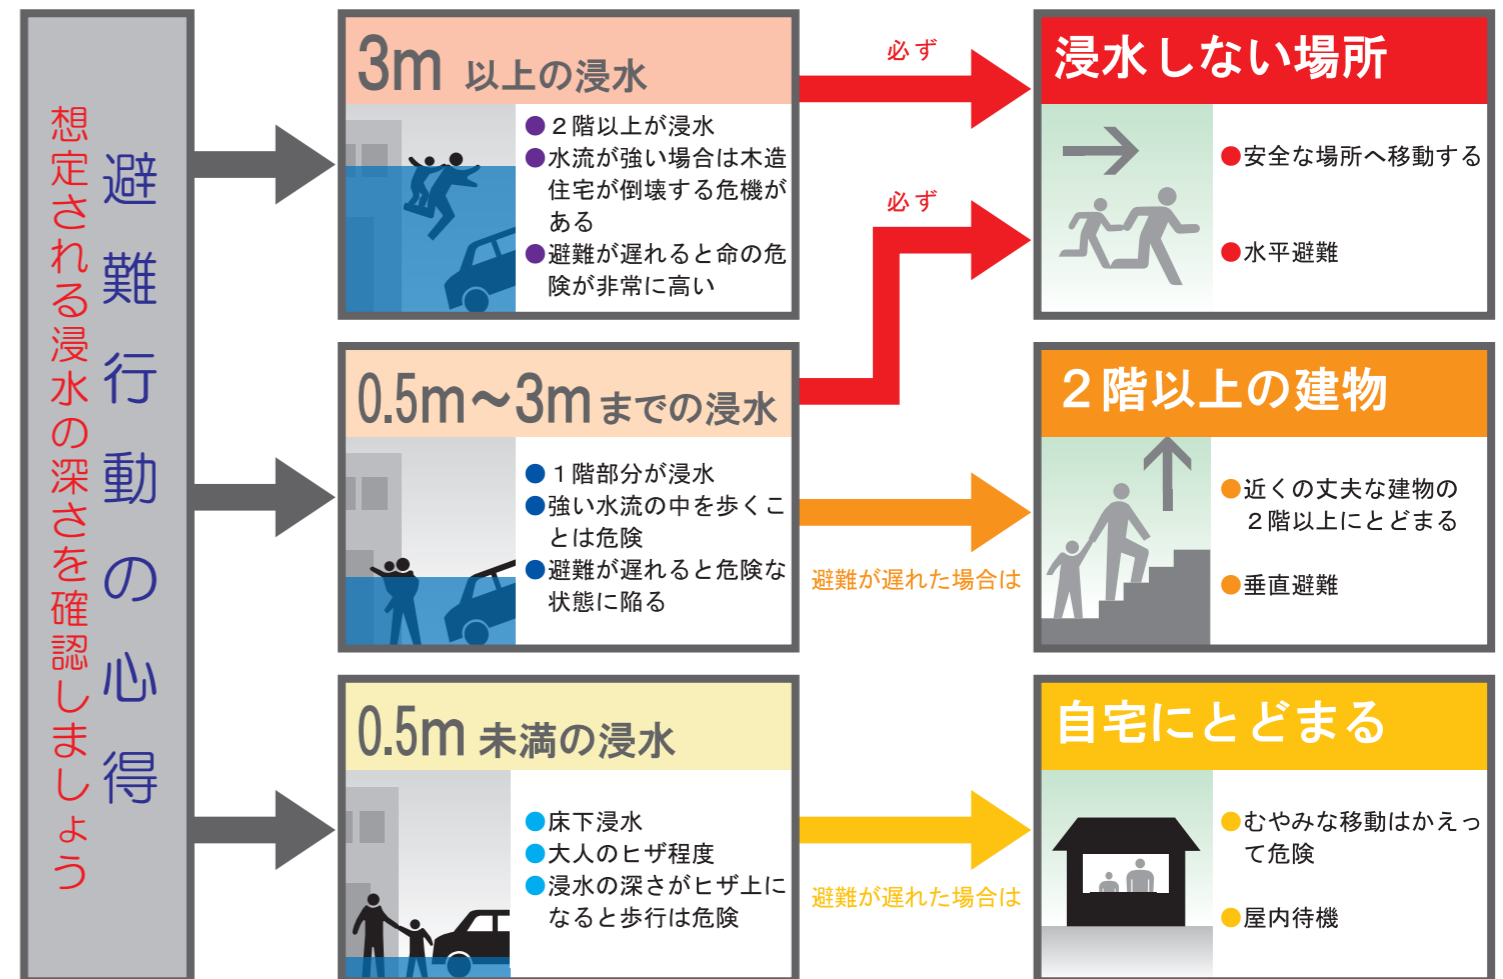 避難行動の心得
想定される浸水の深さを確認しましょう
3m 以上の浸水
●２階以上が浸水
●水流が強い場合は木造
住宅が倒壊する危機が
ある
●避難が遅れると命の危
険が非常に高い
必ず
浸水しない場所
●安全な場所へ移動する
●水平避難
0.5m～3mまでの浸水
●１階部分が浸水
●強い水流の中を歩くこ
とは危険
●避難が遅れると危険な
状態に陥る
必ず
避難が遅れた場合は
２階以上の建物
●近くの丈夫な建物の
２階以上にとどまる
●垂直避難
0.5m 未満の浸水
●床下浸水
●大人のヒザ程度
●浸水の深さがヒザ上に
なると歩行は危険
避難が遅れた場合は
自宅にとどまる
●むやみな移動はかえっ
て危険
●屋内待機